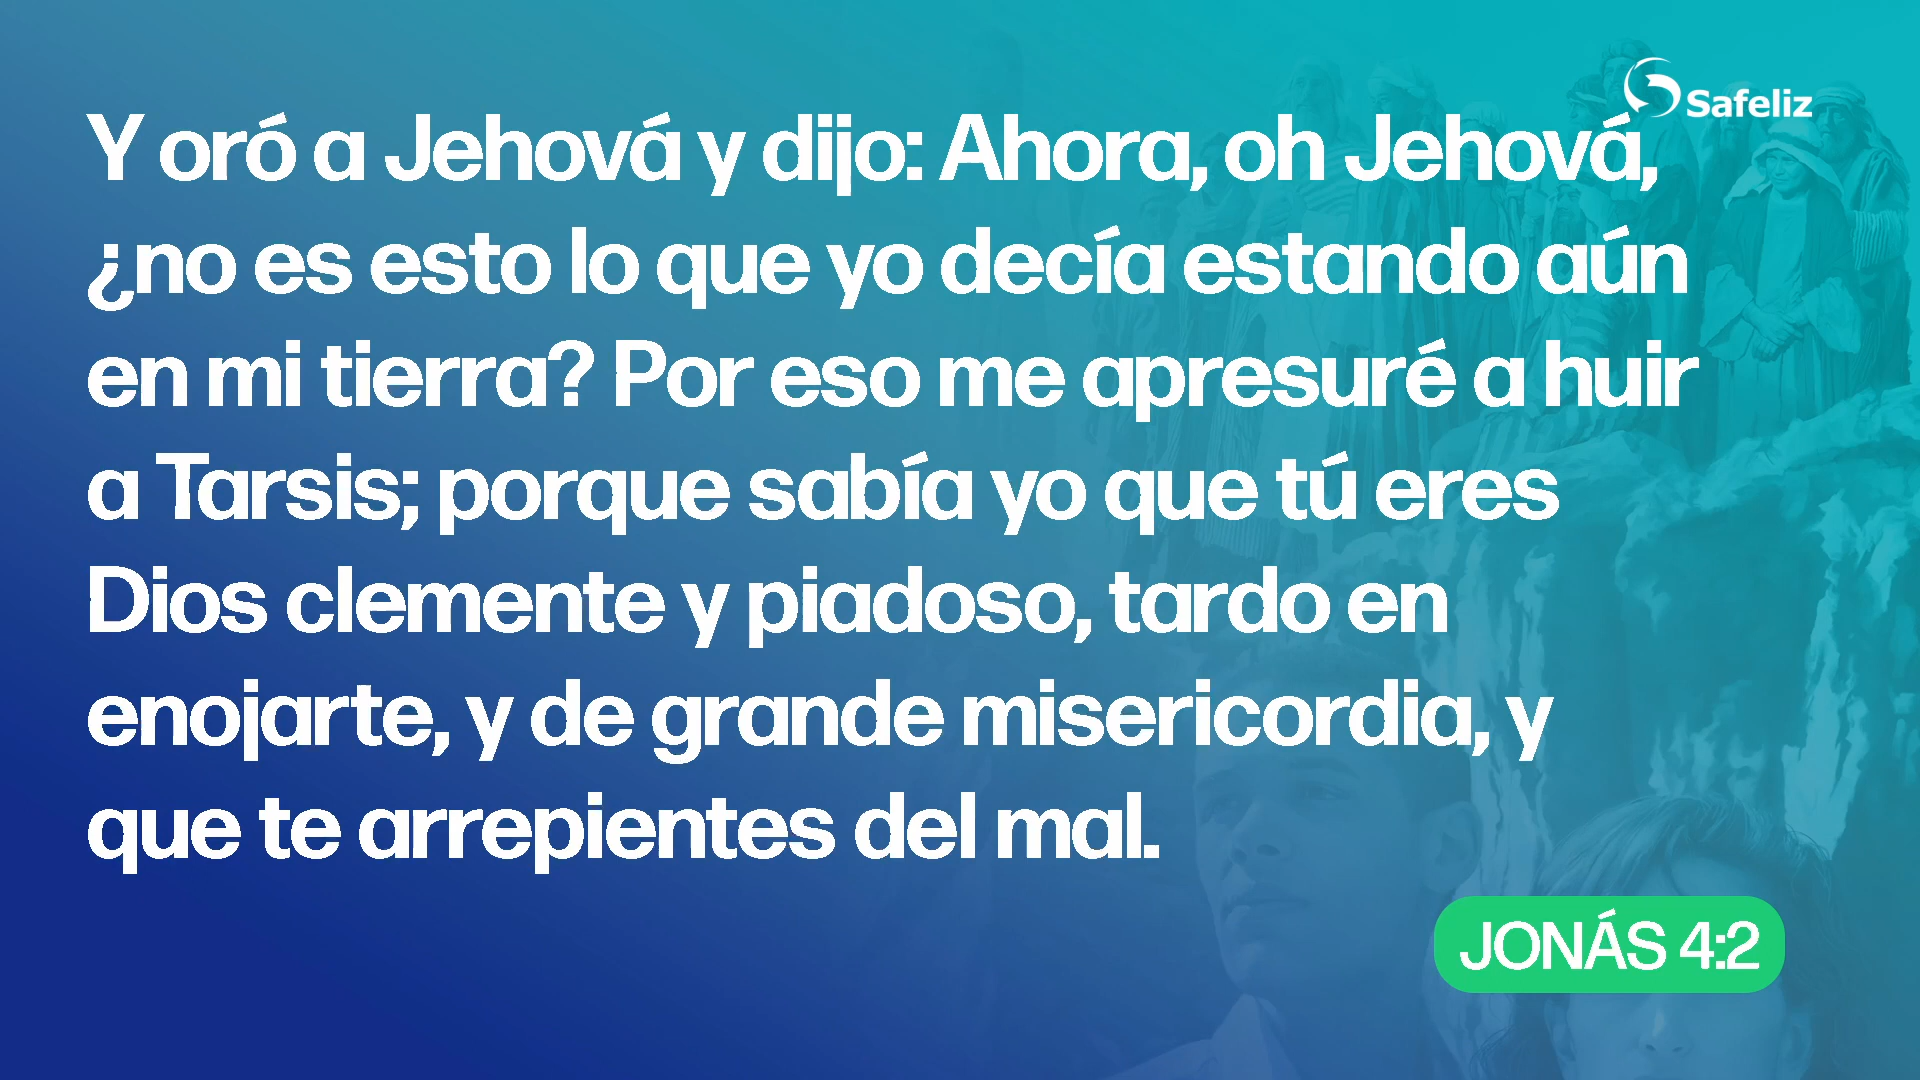 Safeliz
Y oró a Jehová y dijo: Ahora, oh Jehová,
¿no es esto lo que yo decía estando aún
en mi tierra? Por eso me apresuré a huir
a Tarsis; porque sabía yo que tú eres
Dios clemente y piadoso, tardo en
enojarte, y de grande misericordia, y
que te arrepientes del mal.
JONÁS 4:2